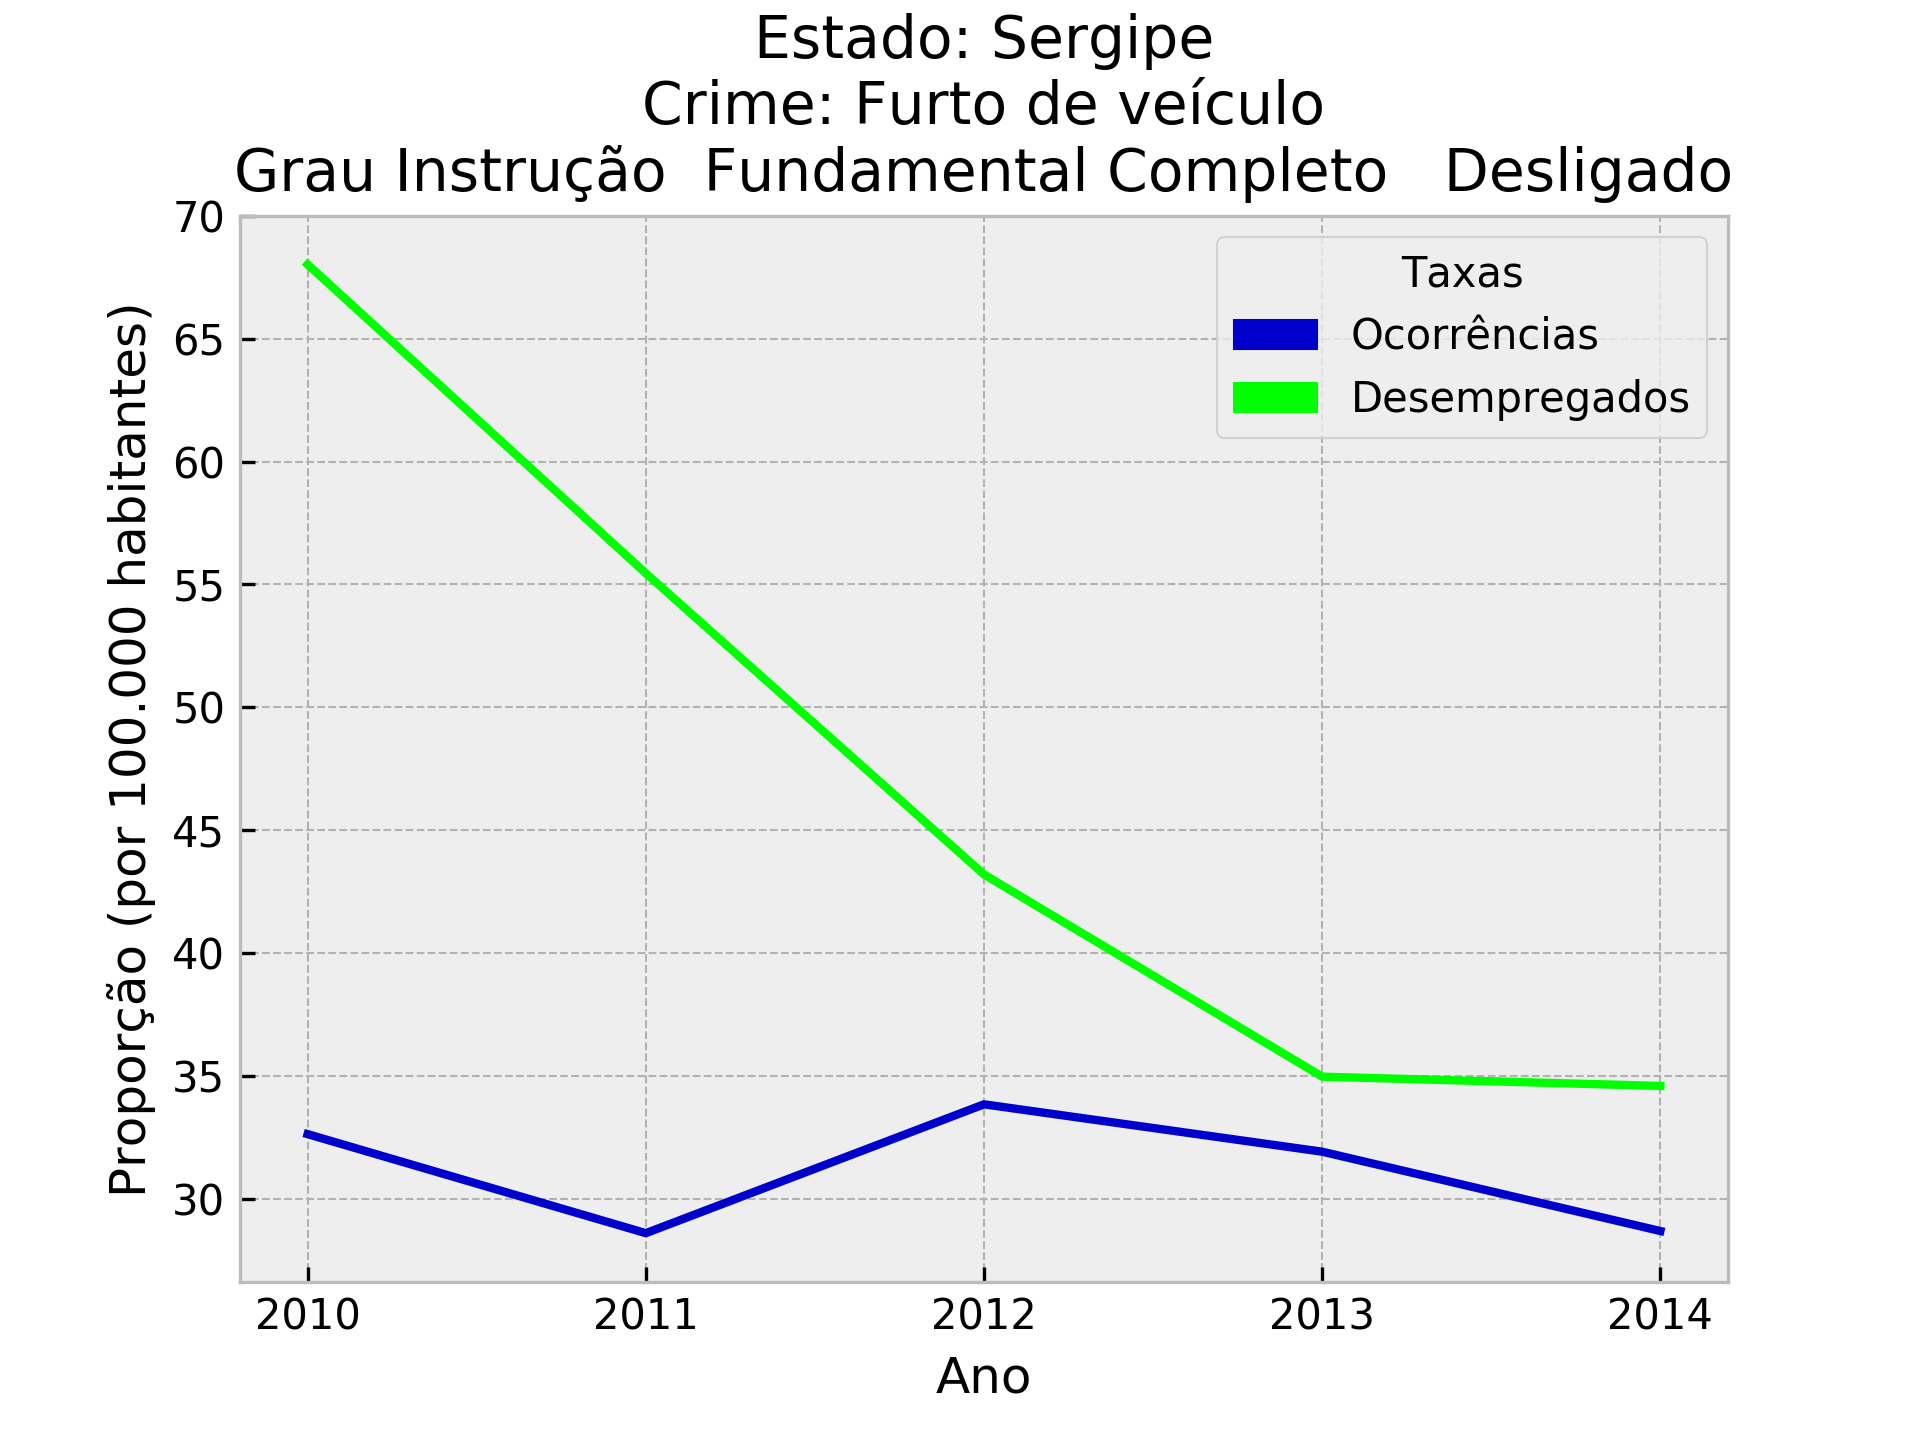 Estado: Sergipe
Crime: Furto de veículo
Grau Instrução  Fundamental Completo   Desligado
Taxas
Ocorrências
Desempregados
Proporção (por 100.000 habitantes)
70
65
60
55
50
45
40
35
30
2010 2011 2012 2013 2014
Ano